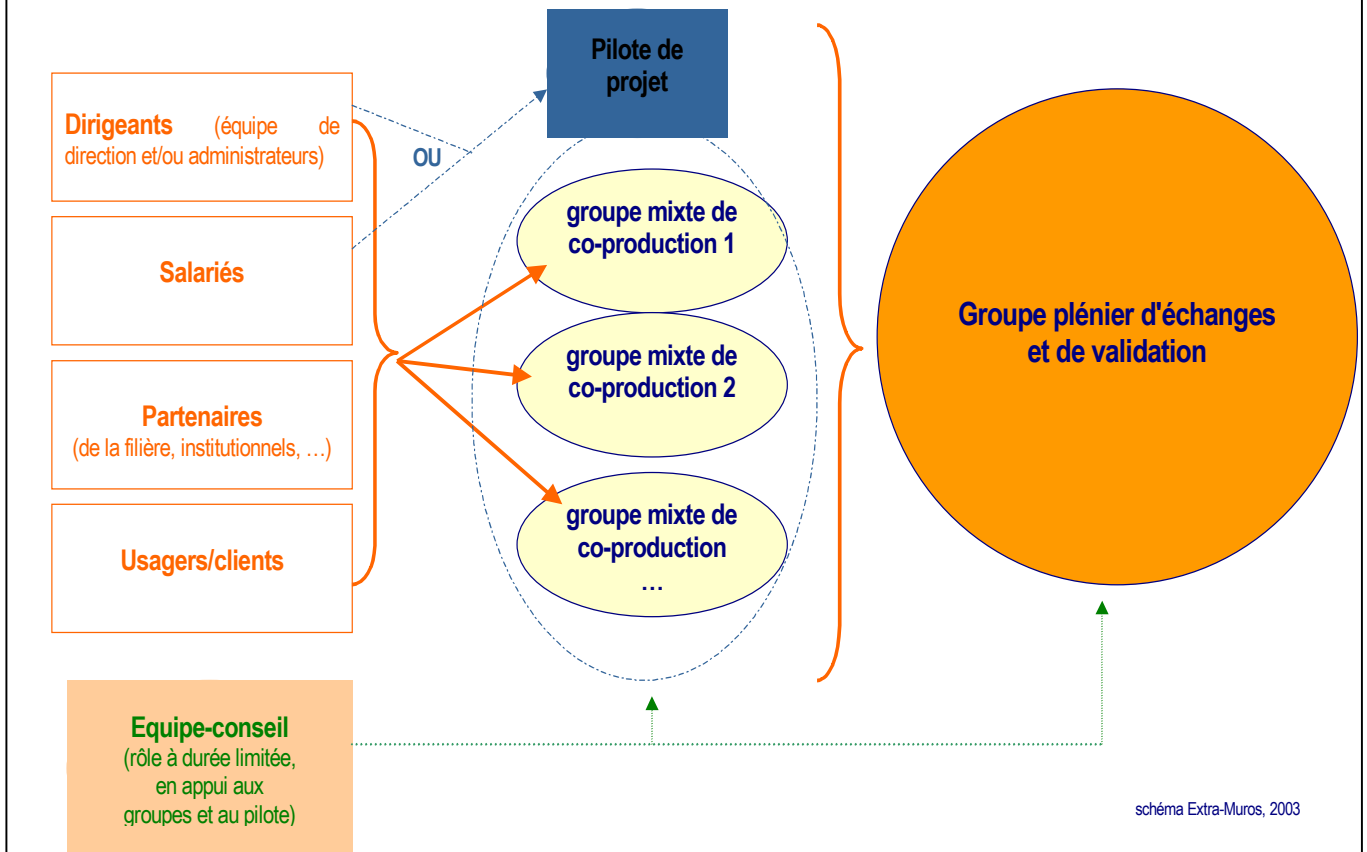 Pilote de
projet
Dirigeants (équipe de
direction et/ou administrateurs)
OU
Salariés
Partenaires
(de la filière, institutionnels, …)
Usagers/clients
groupe mixte de
co-production 1
groupe mixte de
co-production 2
groupe mixte de
co-production
…
Groupe plénier d'échanges
et de validation
Equipe-conseil
(rôle à durée limitée,
en appui aux
groupes et au pilote)
schéma Extra-Muros, 2003